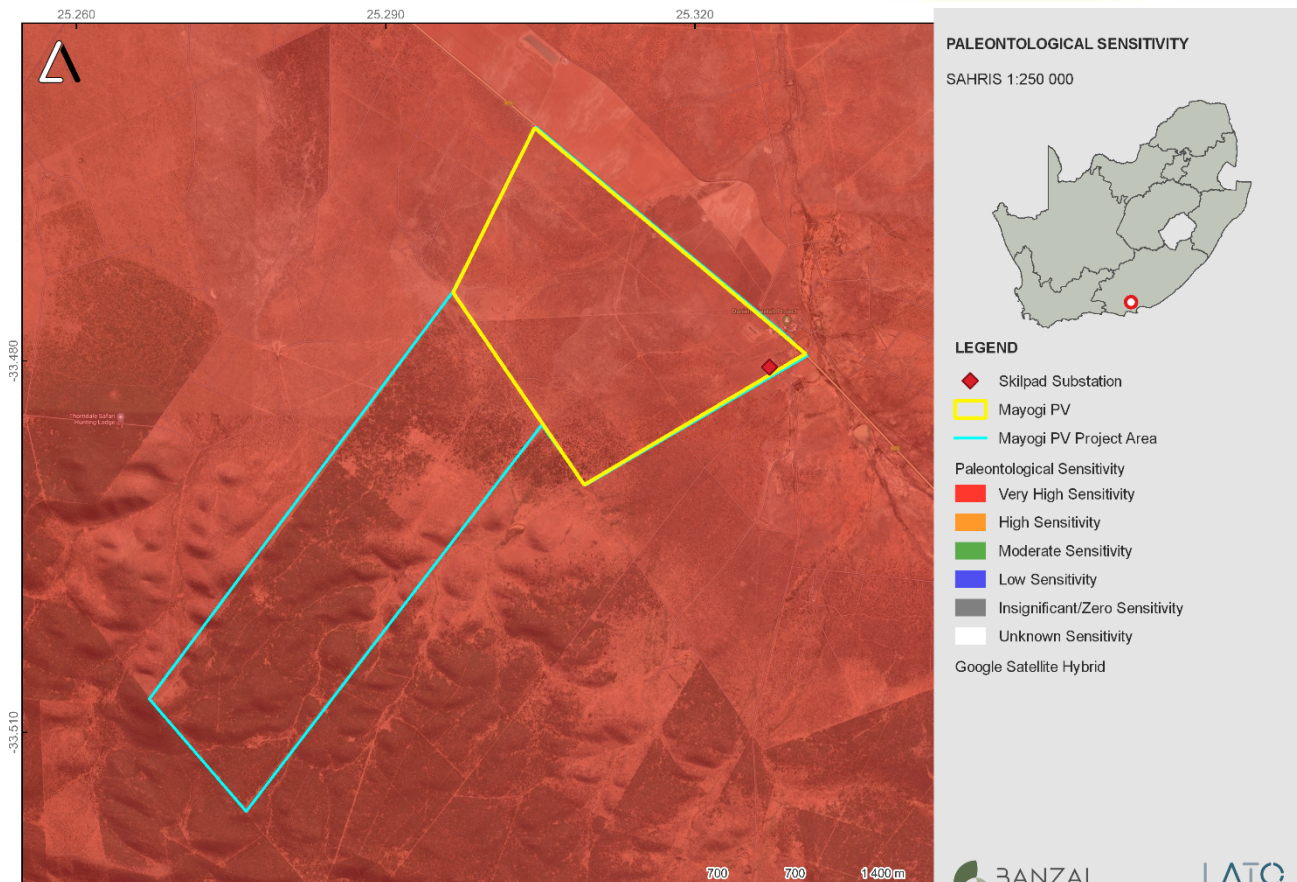 25.260
25.290
25.320
-33.480
-33.510
Thorndale Safari
Hunting Lodge
700
700
1 400 m
PALEONTOLOGICAL SENSITIVITY
SAHRIS 1:250 000
LEGEND
Skilpad Substation
Mayogi PV
Mayogi PV Project Area
Paleontological Sensitivity
Very High Sensitivity
High Sensitivity
Moderate Sensitivity
Low Sensitivity
Insignificant/Zero Sensitivity
Unknown Sensitivity
Google Satellite Hybrid
BANZAI